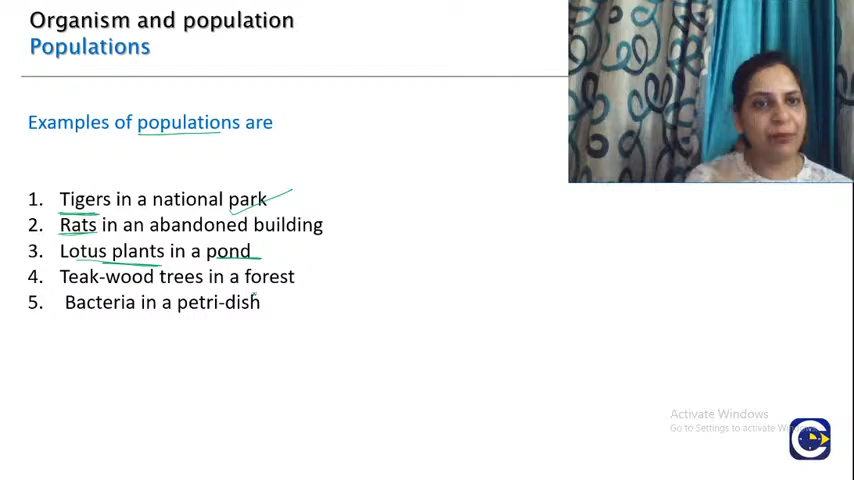 Organism and population
Populations
Examples of populations are
1. Tigers in a national park
2. Rats in an abandoned building
3. Lotus plants in a pond
4. Teak-wood trees in a forest
5. Bacteria in a petri-dish
Activate Windows
Go to Settings to activate